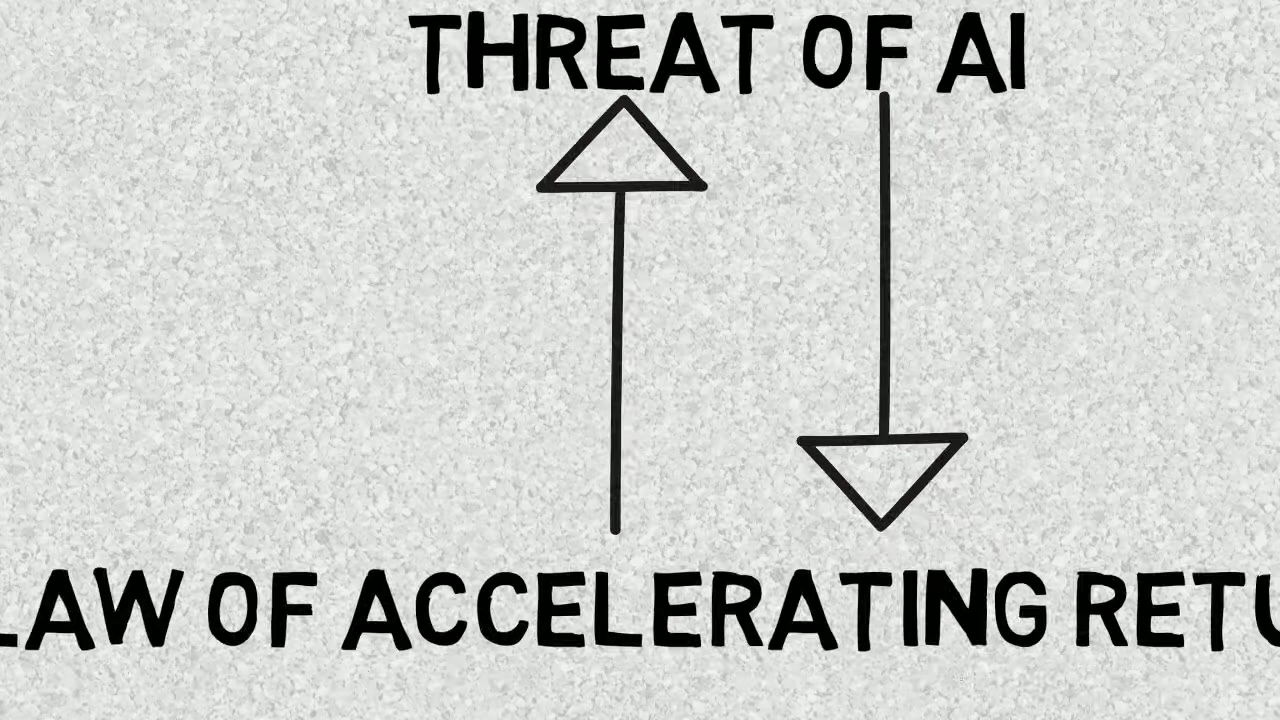 THREAT OF AI
LAW OF ACCELERATING RETU